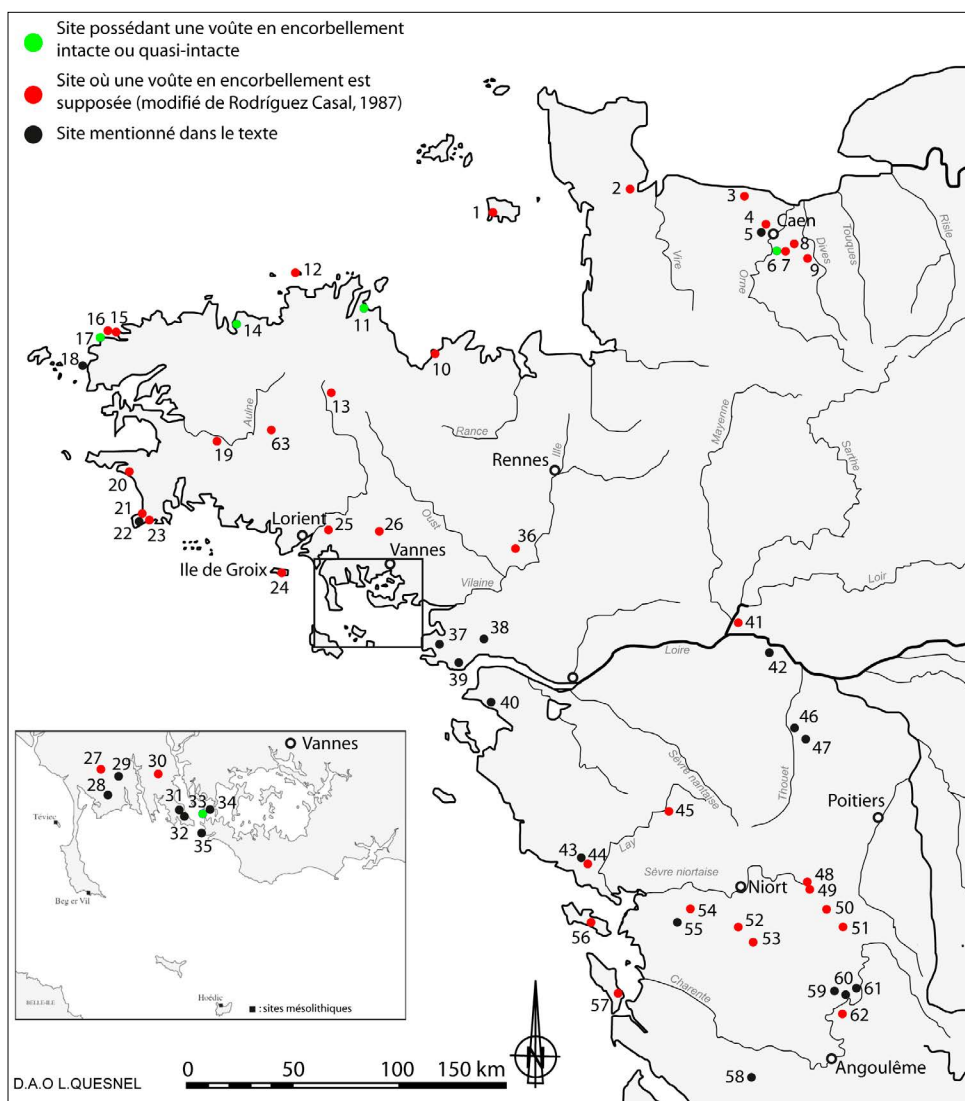 Site possédant une voûte en encorbellement
intacte ou quasi-intacte
Site où une voûte en encorbellement est
supposée (modifié de Rodríguez Casal, 1987)
Site mentionné dans le texte
1
2
3
4
5
Caen
6
7
8
9
Vire
Orne
Dives
Touques
Risle
12
11
10
14
16
15
17
18
13
Aulne
19
63
Rance
Ille
Rennes
Mayenne
Sarthe
20
21
22
23
Lorient
25
26
Oust
Vannes
36
Ile de Groix
24
Vilaine
Loir
41
37
38
39
Loire
42
40
46
47
Sèvre nantaise
Thouet
Poitiers
45
Lay
43
44
Sèvre niortaise
Niort
48
49
50
51
54
55
52
53
56
57
Charente
59
60
61
62
Angoulême
58
Vannes
27
29
28
30
31
33
34
32
35
Téviec
Beg er Vil
BELLE-ILE
Hoëdic
: sites mésolithiques
N
D.A.O L.QUESNEL
0 50 100 150 km